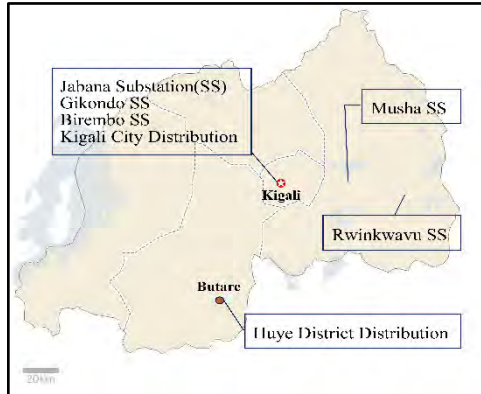 Jabana Substation(SS)
Gikondo SS
Birembo SS
Kigali City Distribution
Musha SS
Kigali
Rwinkwavu SS
Butare
Huye District Distribution
20km